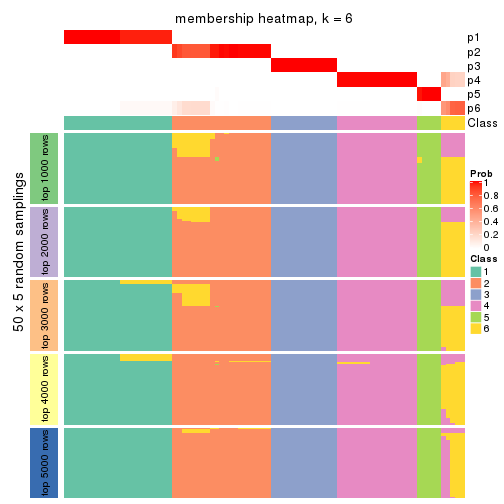 membership heatmap, k = 6
p1
p2
p3
p4
p5
p6
Class
50 x 5 random samplings
top 1000 rows
top 2000 rows
top 3000 rows
top 4000 rows
top 5000 rows
Prob
1
0.8
0.6
0.4
0.2
0
Class
1
2
3
4
5
6